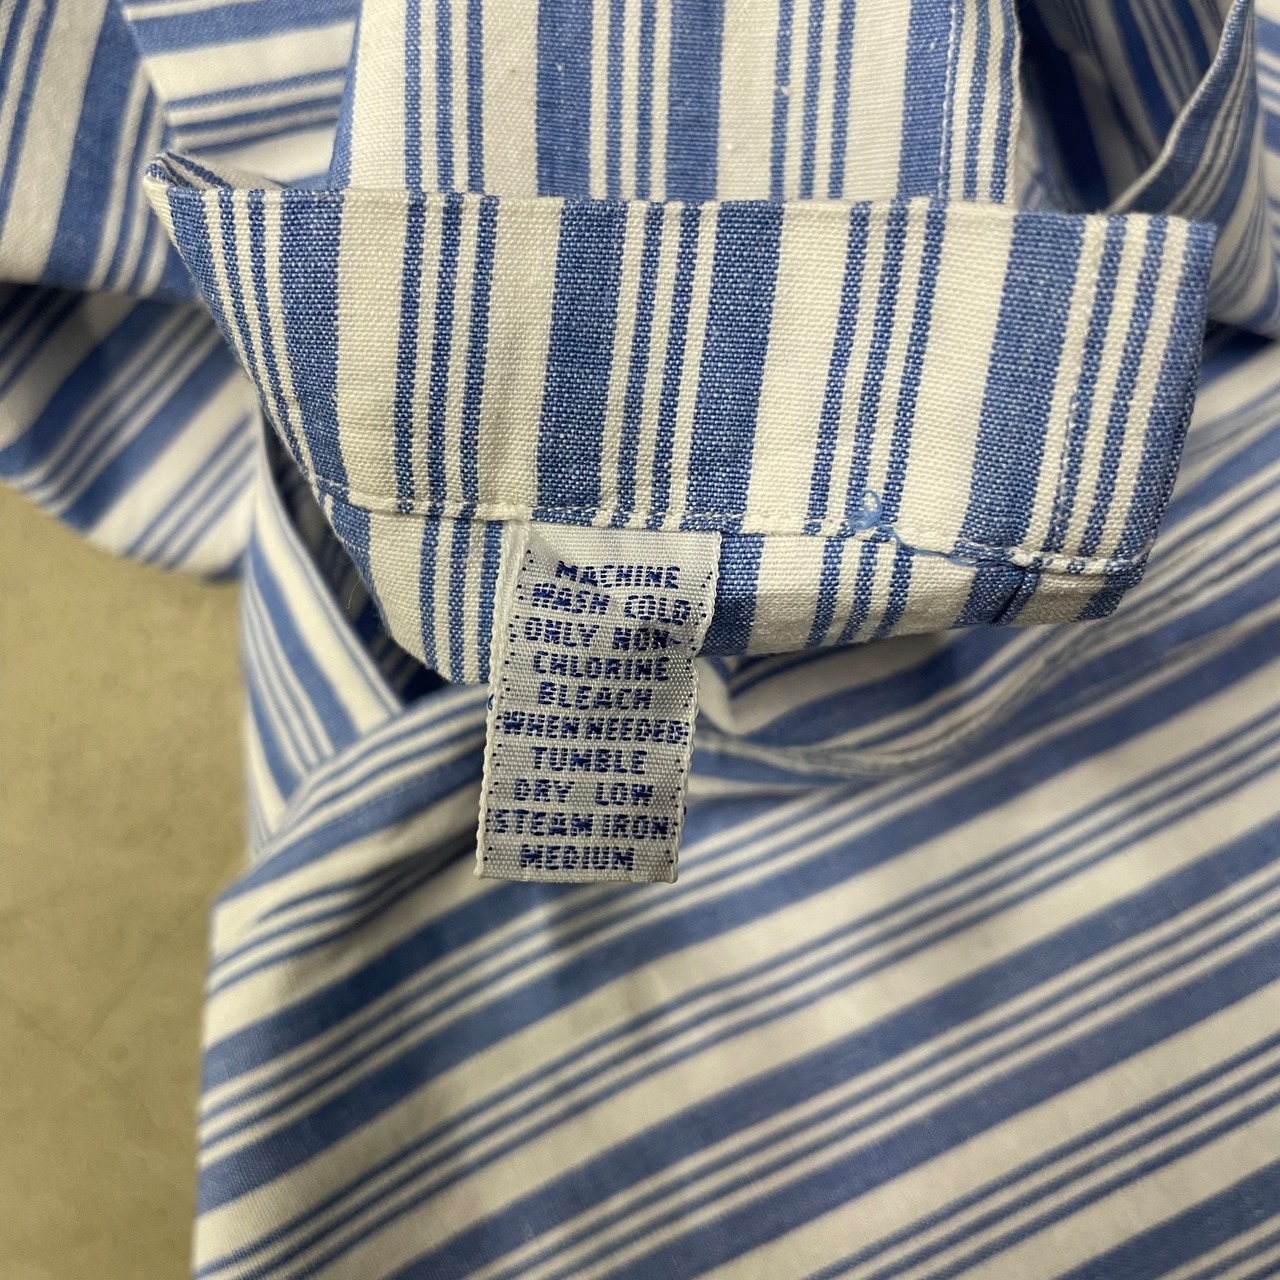 MACHINE
WASH COLD
ONLY NON-
CHLORINE
BLEACH
WHEN NEEDED
TUMBLE
DRY LOW
STEAM IRON
MEDIUM